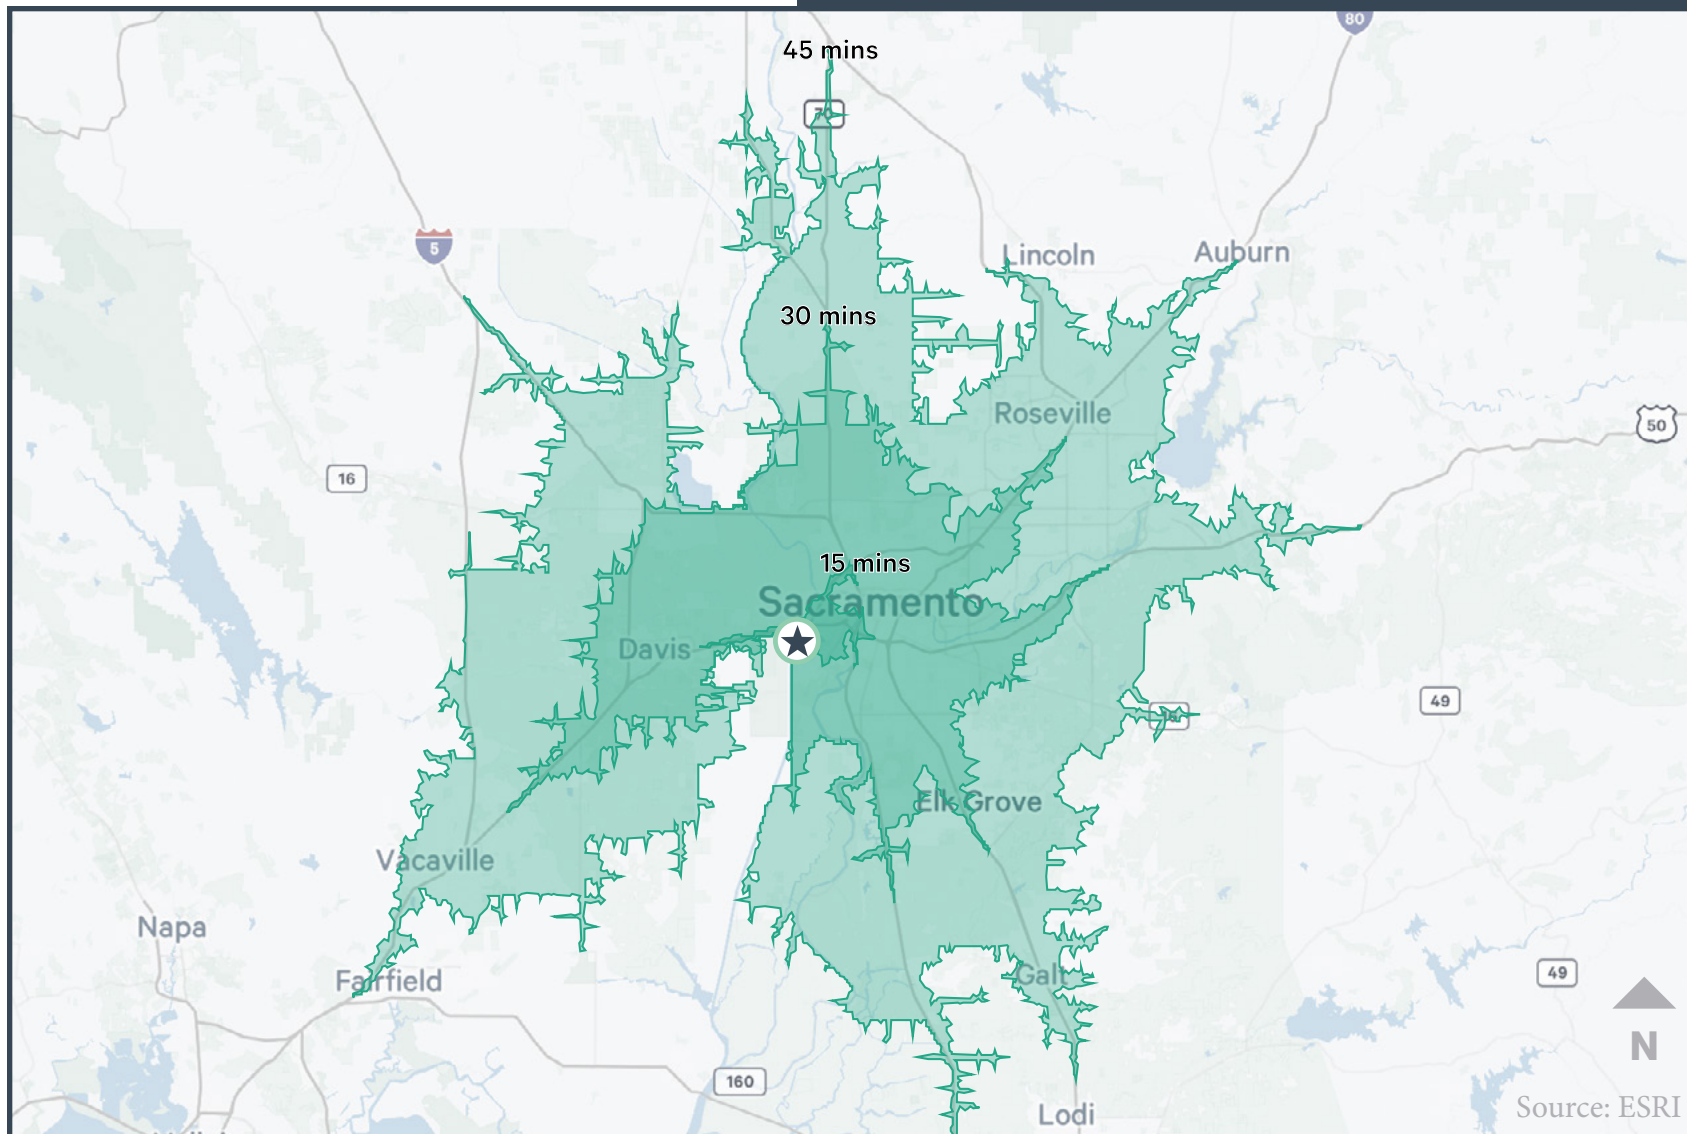 80
45 mins
70
5
Lincoln
Auburn
30 mins
Roseville
50
16
15 mins
Sacramento
Davis
49
Elk Grove
Vacaville
Napa
Fairfield
Galt
49
N
160
Lodi
Source: ESRI